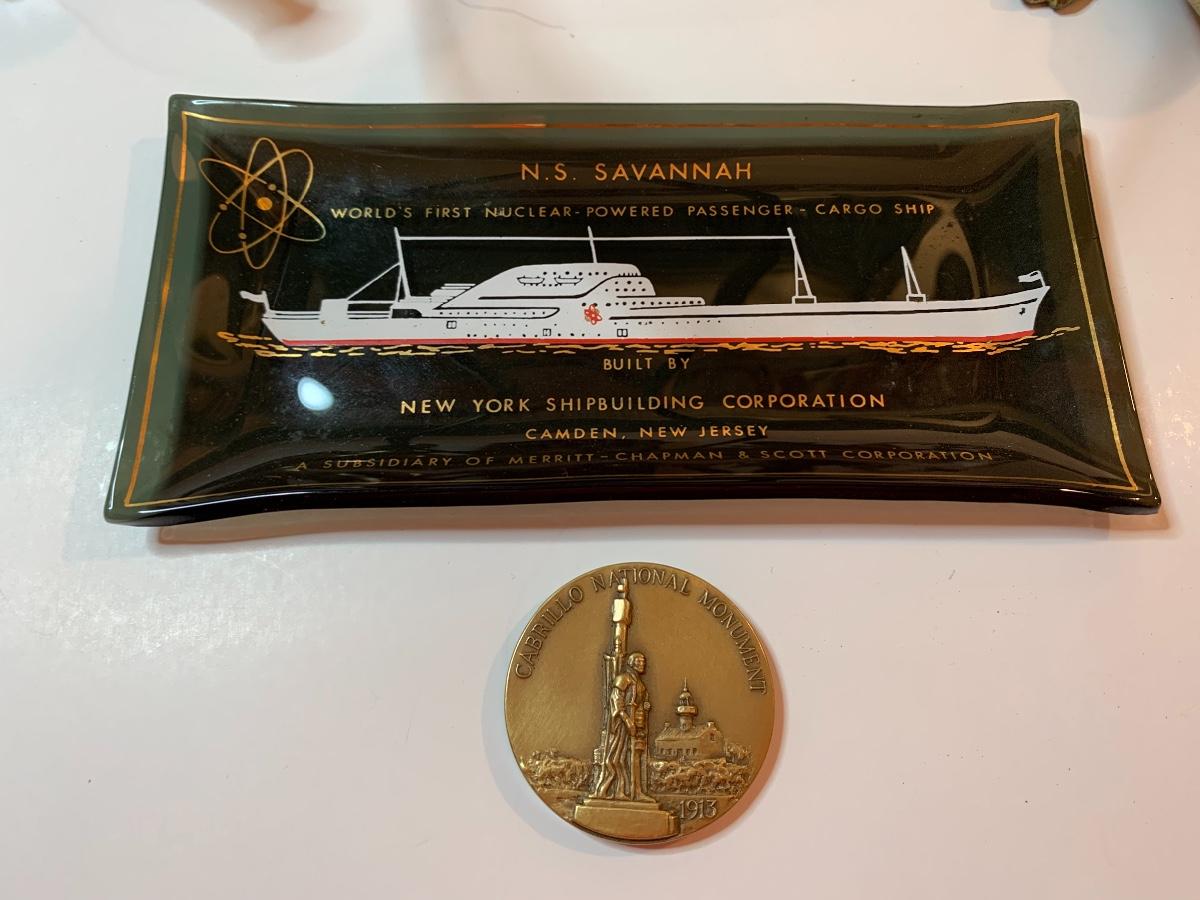 N.S. SAVANNAH
WORLD'S FIRST NUCLEAR-POWERED PASSENGER-CARGO SHIP
BUILT BY
NEW YORK SHIPBUILDING CORPORATION
CAMDEN, NEW JERSEY
A SUBSIDIARY OF MERRITT-CHAPMAN & SCOTT CORPORATION
CABRILLO NATIONAL MONUMENT
1913